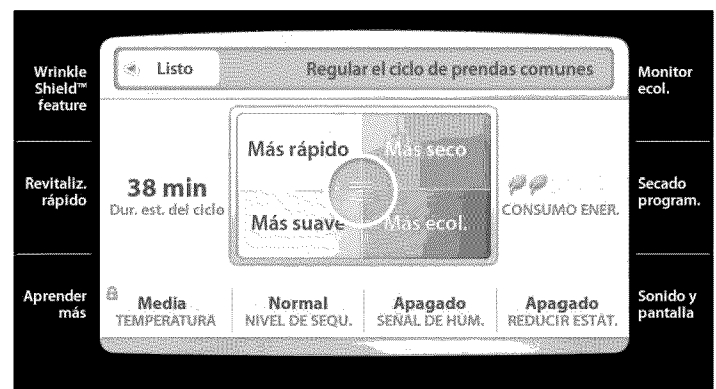 Wrinkle
Shield™
feature
Revitaliz.
rápido
Aprender
más
Listo
Regular el ciclo de prendas comunes
38 min
Dur. est. del ciclo
Más rápido
Más seco
Más suave
Más ecol.
CONSUMO ENER.
Media
TEMPERATURA
Normal
NIVEL DE SEQU.
Apagado
SEÑAL DE HÚM.
Apagado
REDUCIR ESTÁT.
Monitor
ecol.
Secado
program.
Sonido y
pantalla